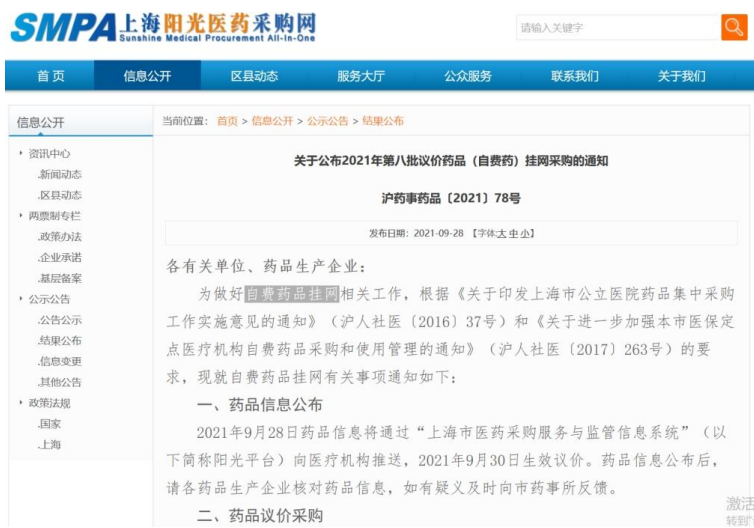 SMPA 上海阳光医药采购网
Sunshine Medical Procurement All-In-One
请输入关键字
首 页 信息公开 区县动态 服务大厅 公众服务 联系我们 关于我们
信息公开
资讯中心
.新闻动态
.区县动态
两票制专栏
.政策办法
.企业承诺
.基层备案
公示公告
.公告公示
.结果公布
.信息变更
.其他公告
政策法规
.国家
.上海
当前位置： 首页 > 信息公开 > 公示公告 > 结果公布
关于公布2021年第八批议价药品（自费药）挂网采购的通知
沪药事药品〔2021〕78号
发布日期：2021-09-28 【字体:大 中 小】
各有关单位、药品生产企业：
为做好自费药品挂网相关工作，根据《关于印发上海市公立医院药品集中采购
工作实施意见的通知》（沪人社医〔2016〕37号）和《关于进一步加强本市医保定
点医疗机构自费药品采购和使用管理的通知》（沪人社医〔2017〕263号）的要
求，现就自费药品挂网有关事项通知如下：
一、药品信息公布
2021年9月28日药品信息将通过“上海市医药采购服务与监管信息系统”（以
下简称阳光平台）向医疗机构推送，2021年9月30日生效议价。药品信息公布后，
请各药品生产企业核对药品信息，如有疑义及时向市药事所反馈。
二、药品议价采购
激活
转到"